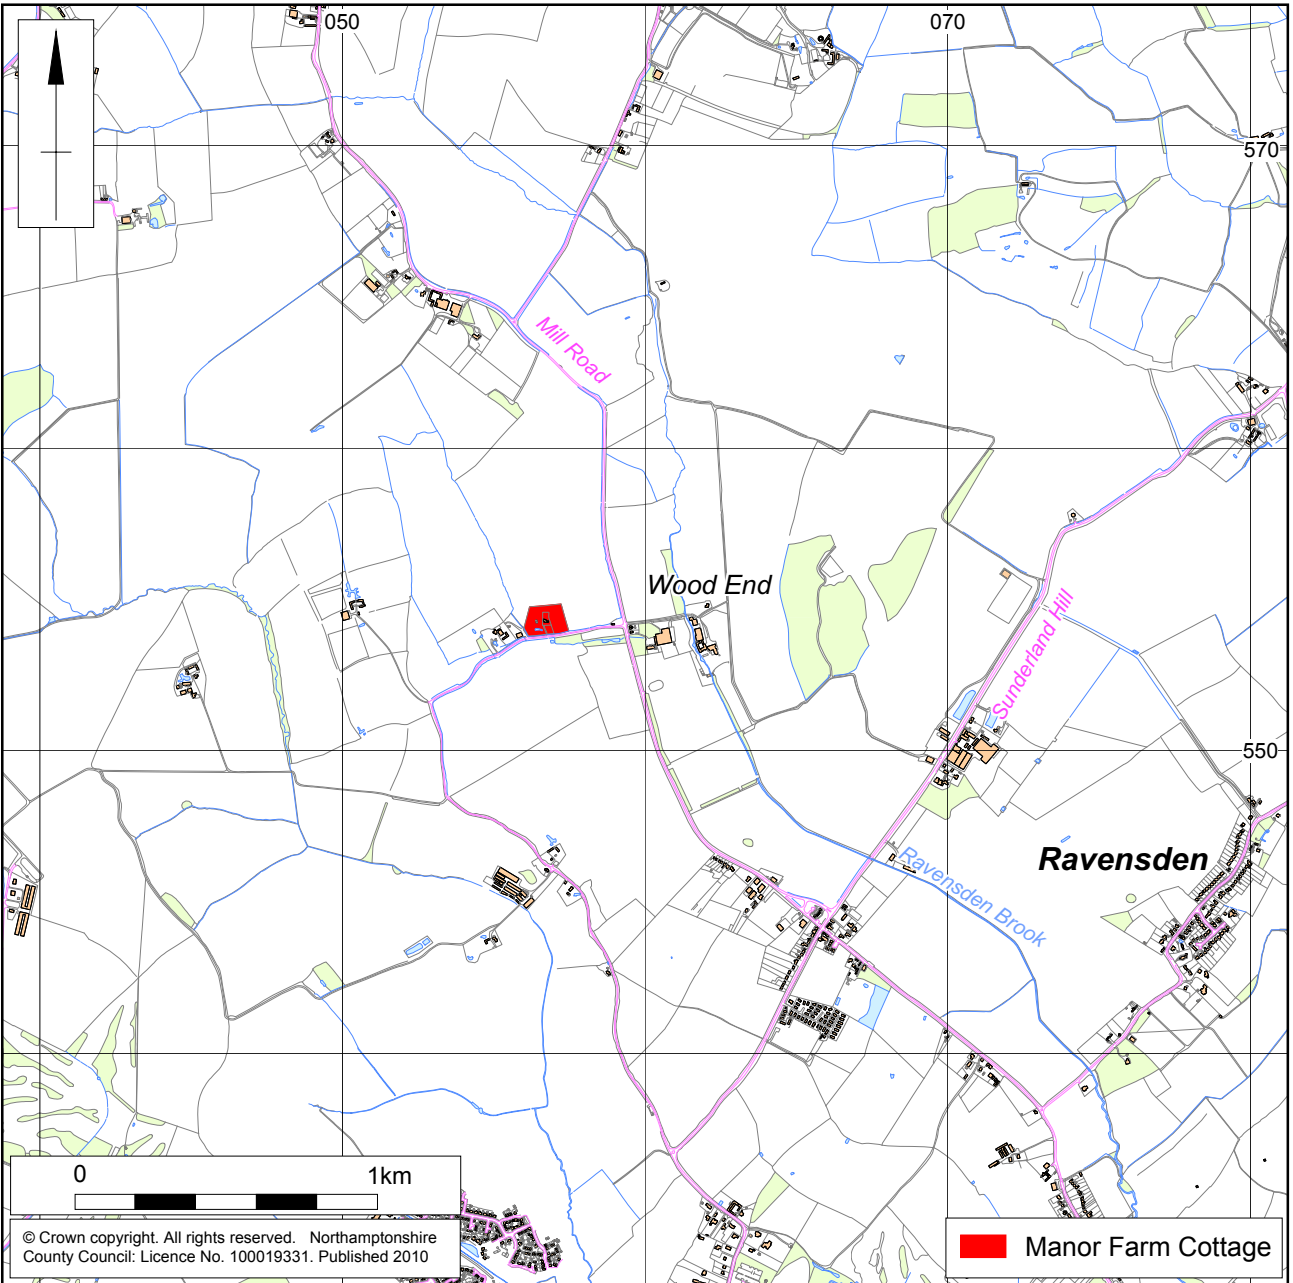 050
070
570
Mill Road
Wood End
Sunderland Hill
550
Ravensden
Ravensden Brook
0 1km
© Crown copyright. All rights reserved. Northamptonshire
County Council: Licence No. 100019331. Published 2010
Manor Farm Cottage